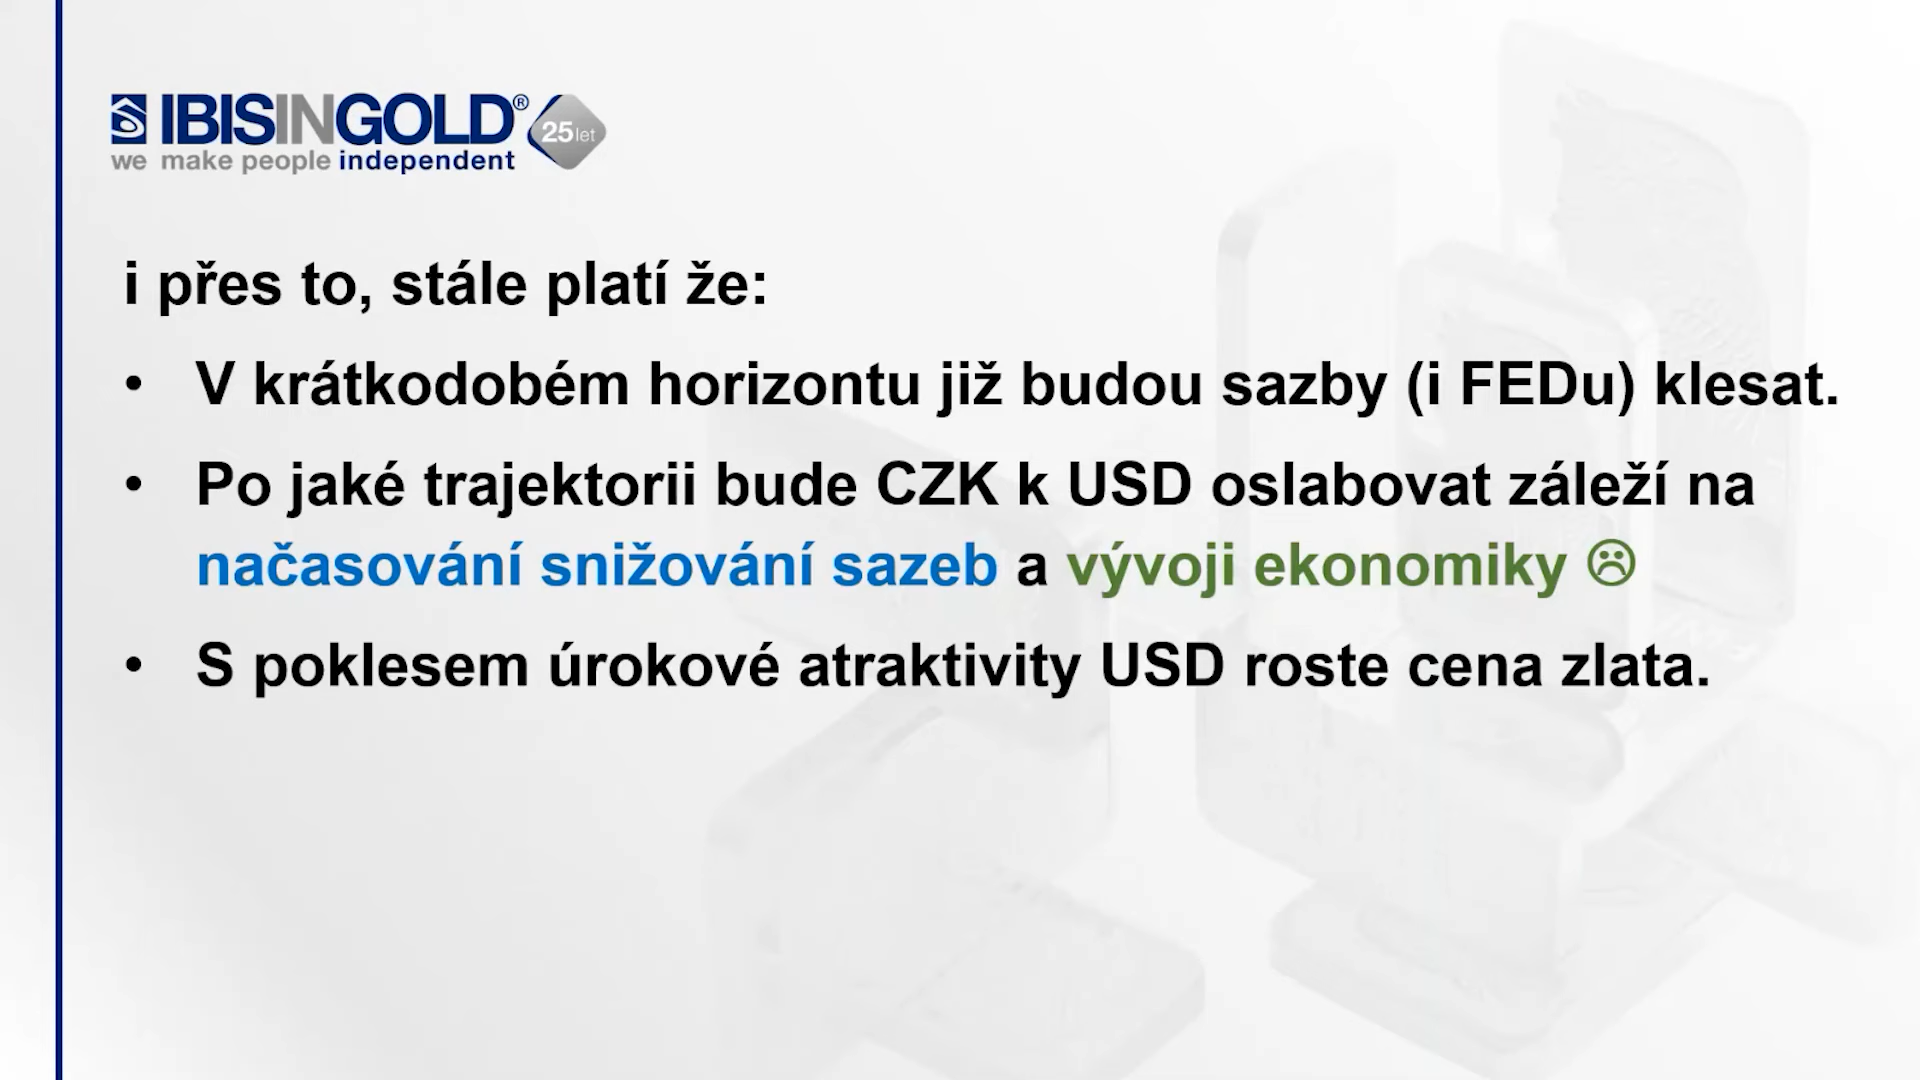 IBISINGOLD®
25let
we make people independent
i přes to, stále platí že:
• V krátkodobém horizontu již budou sazby (i FEDu) klesat.
• Po jaké trajektorii bude CZK k USD oslabovat záleží na
načasování snižování sazeb a vývoji ekonomiky ☹
• S poklesem úrokové atraktivity USD roste cena zlata.